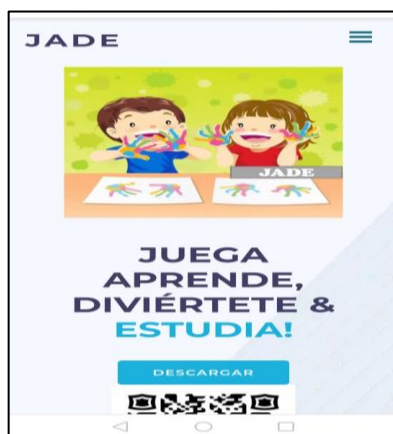 JADE
JADE
JUEGA
APRENDE,
DIVIÉRTETE &
ESTUDIA!
DESCARGAR